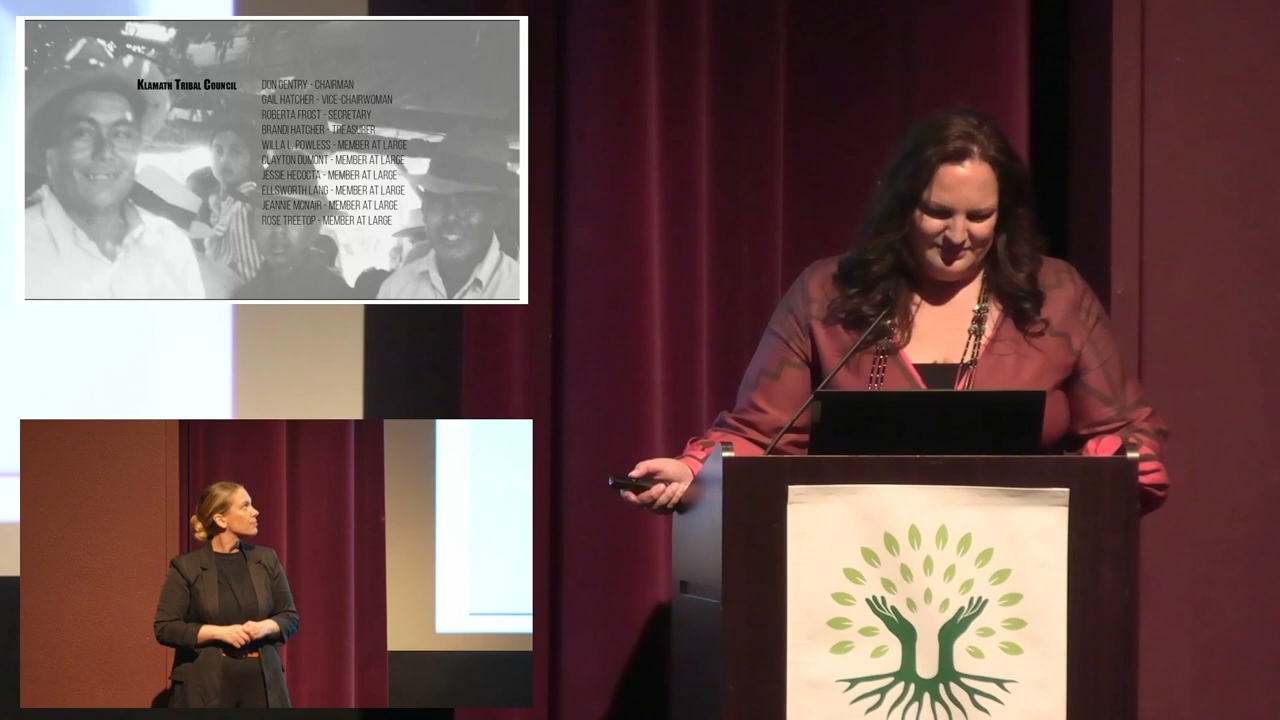 KLAMATH TRIBAL COUNCIL
DON GENTRY - CHAIRMAN
GAIL HATCHER - VICE-CHAIRWOMAN
ROBERTA FROST - SECRETARY
BRANDI HATCHER - TREASURER
WILLA L. POWLESS - MEMBER AT LARGE
CLAYTON DUMONT - MEMBER AT LARGE
JESSIE HECOCTA - MEMBER AT LARGE
ELLSWORTH LANG - MEMBER AT LARGE
JEANNIE MCNAIR - MEMBER AT LARGE
ROSE TREETOP - MEMBER AT LARGE